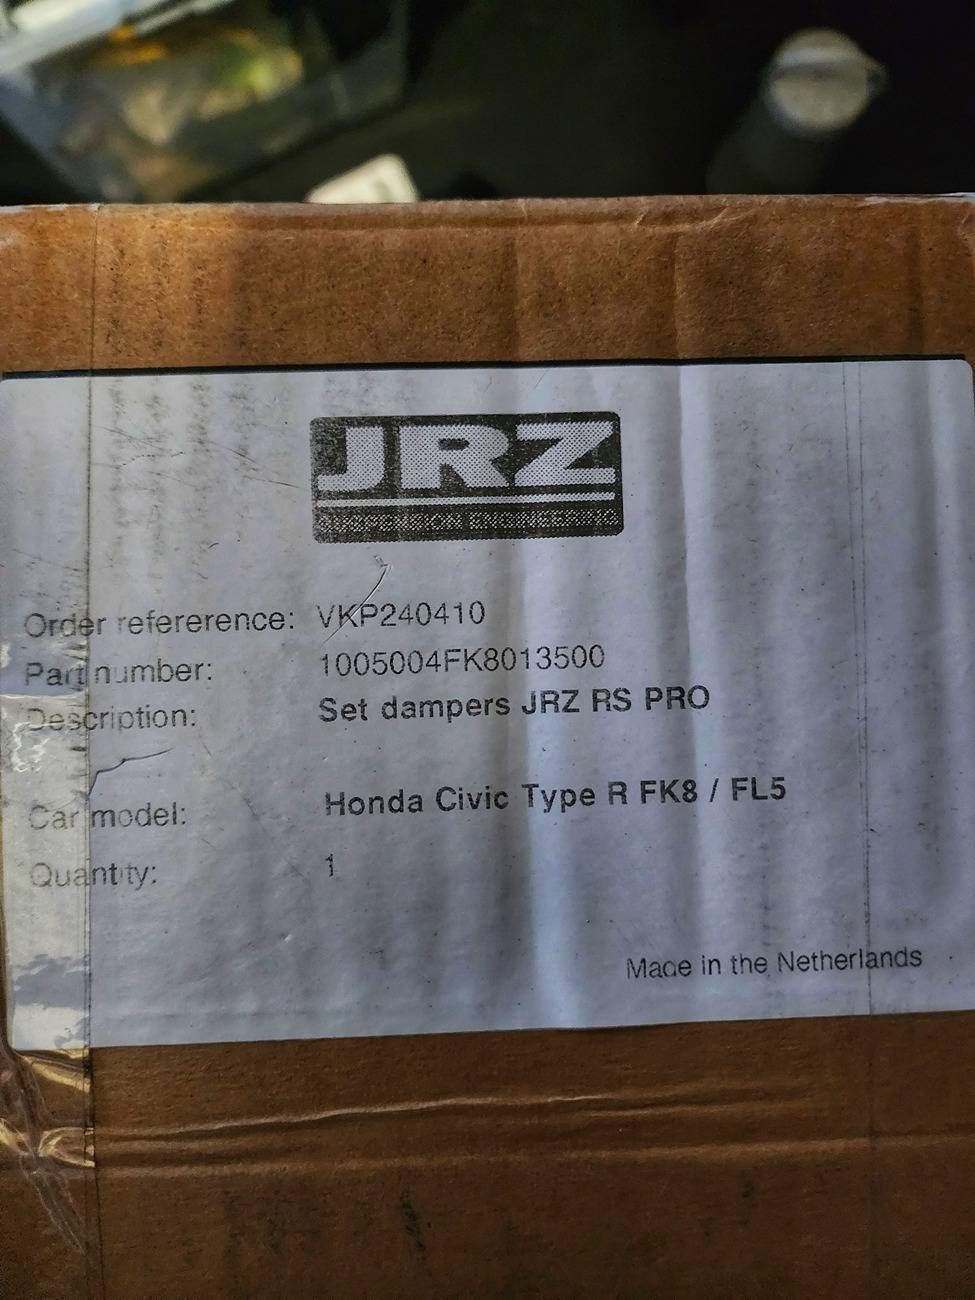 JRZ
SUSPENSION ENGINEERING
Order refererence: VKP240410
Part number: 1005004FK8013500
Description: Set dampers JRZ RS PRO
Car model: Honda Civic Type R FK8 / FL5
Quantity: 1
Made in the Netherlands